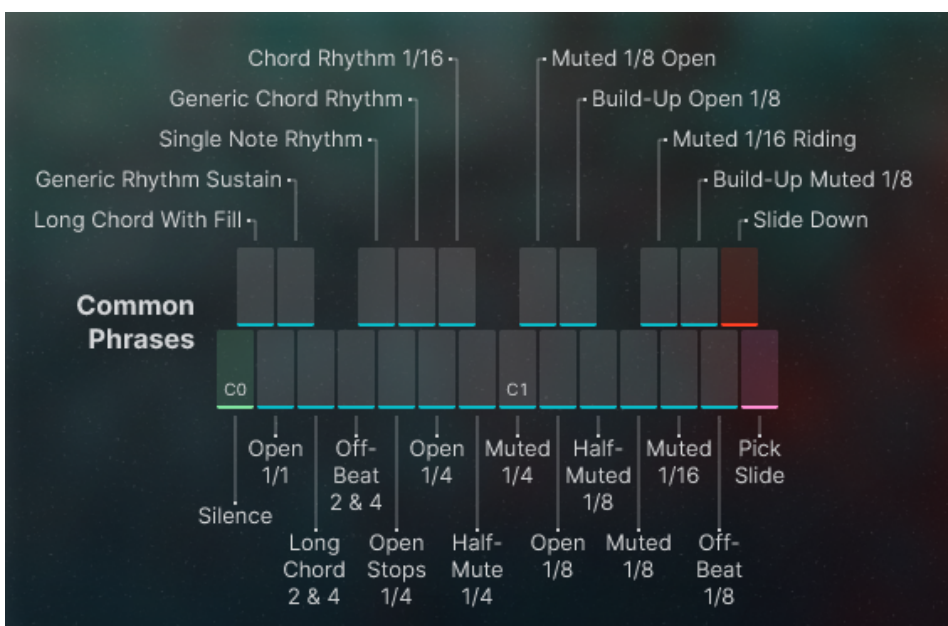 Chord Rhythm 1/16
Muted 1/8 Open
Generic Chord Rhythm
Build-Up Open 1/8
Single Note Rhythm
Muted 1/16 Riding
Generic Rhythm Sustain
Build-Up Muted 1/8
Long Chord With Fill
Slide Down
Common
Phrases
C0
C1
Silence
Open
1/1
Long
Chord
2 & 4
Off-
Beat
2 & 4
Open
Stops
1/4
Open
1/4
Half-
Mute
1/4
Muted
1/4
Open
1/8
Half-
Muted
1/8
Muted
1/8
Muted
1/16
Off-
Beat
1/8
Pick
Slide